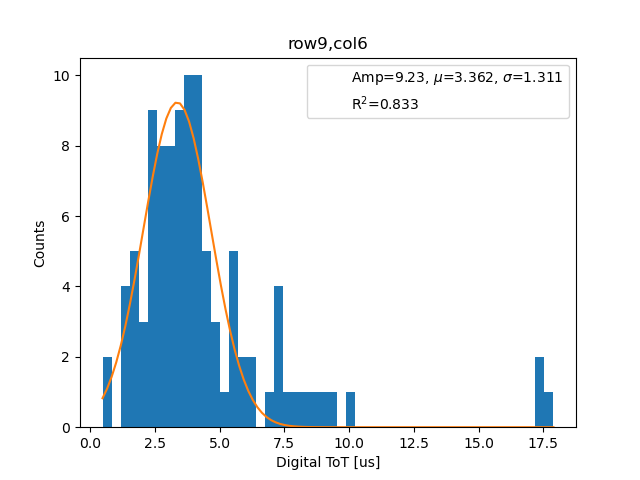 row9,col6
Amp=9.23, μ=3.362, σ=1.311
R²=0.833
Counts
10
8
6
4
2
0
0.0 2.5 5.0 7.5 10.0 12.5 15.0 17.5
Digital ToT [us]